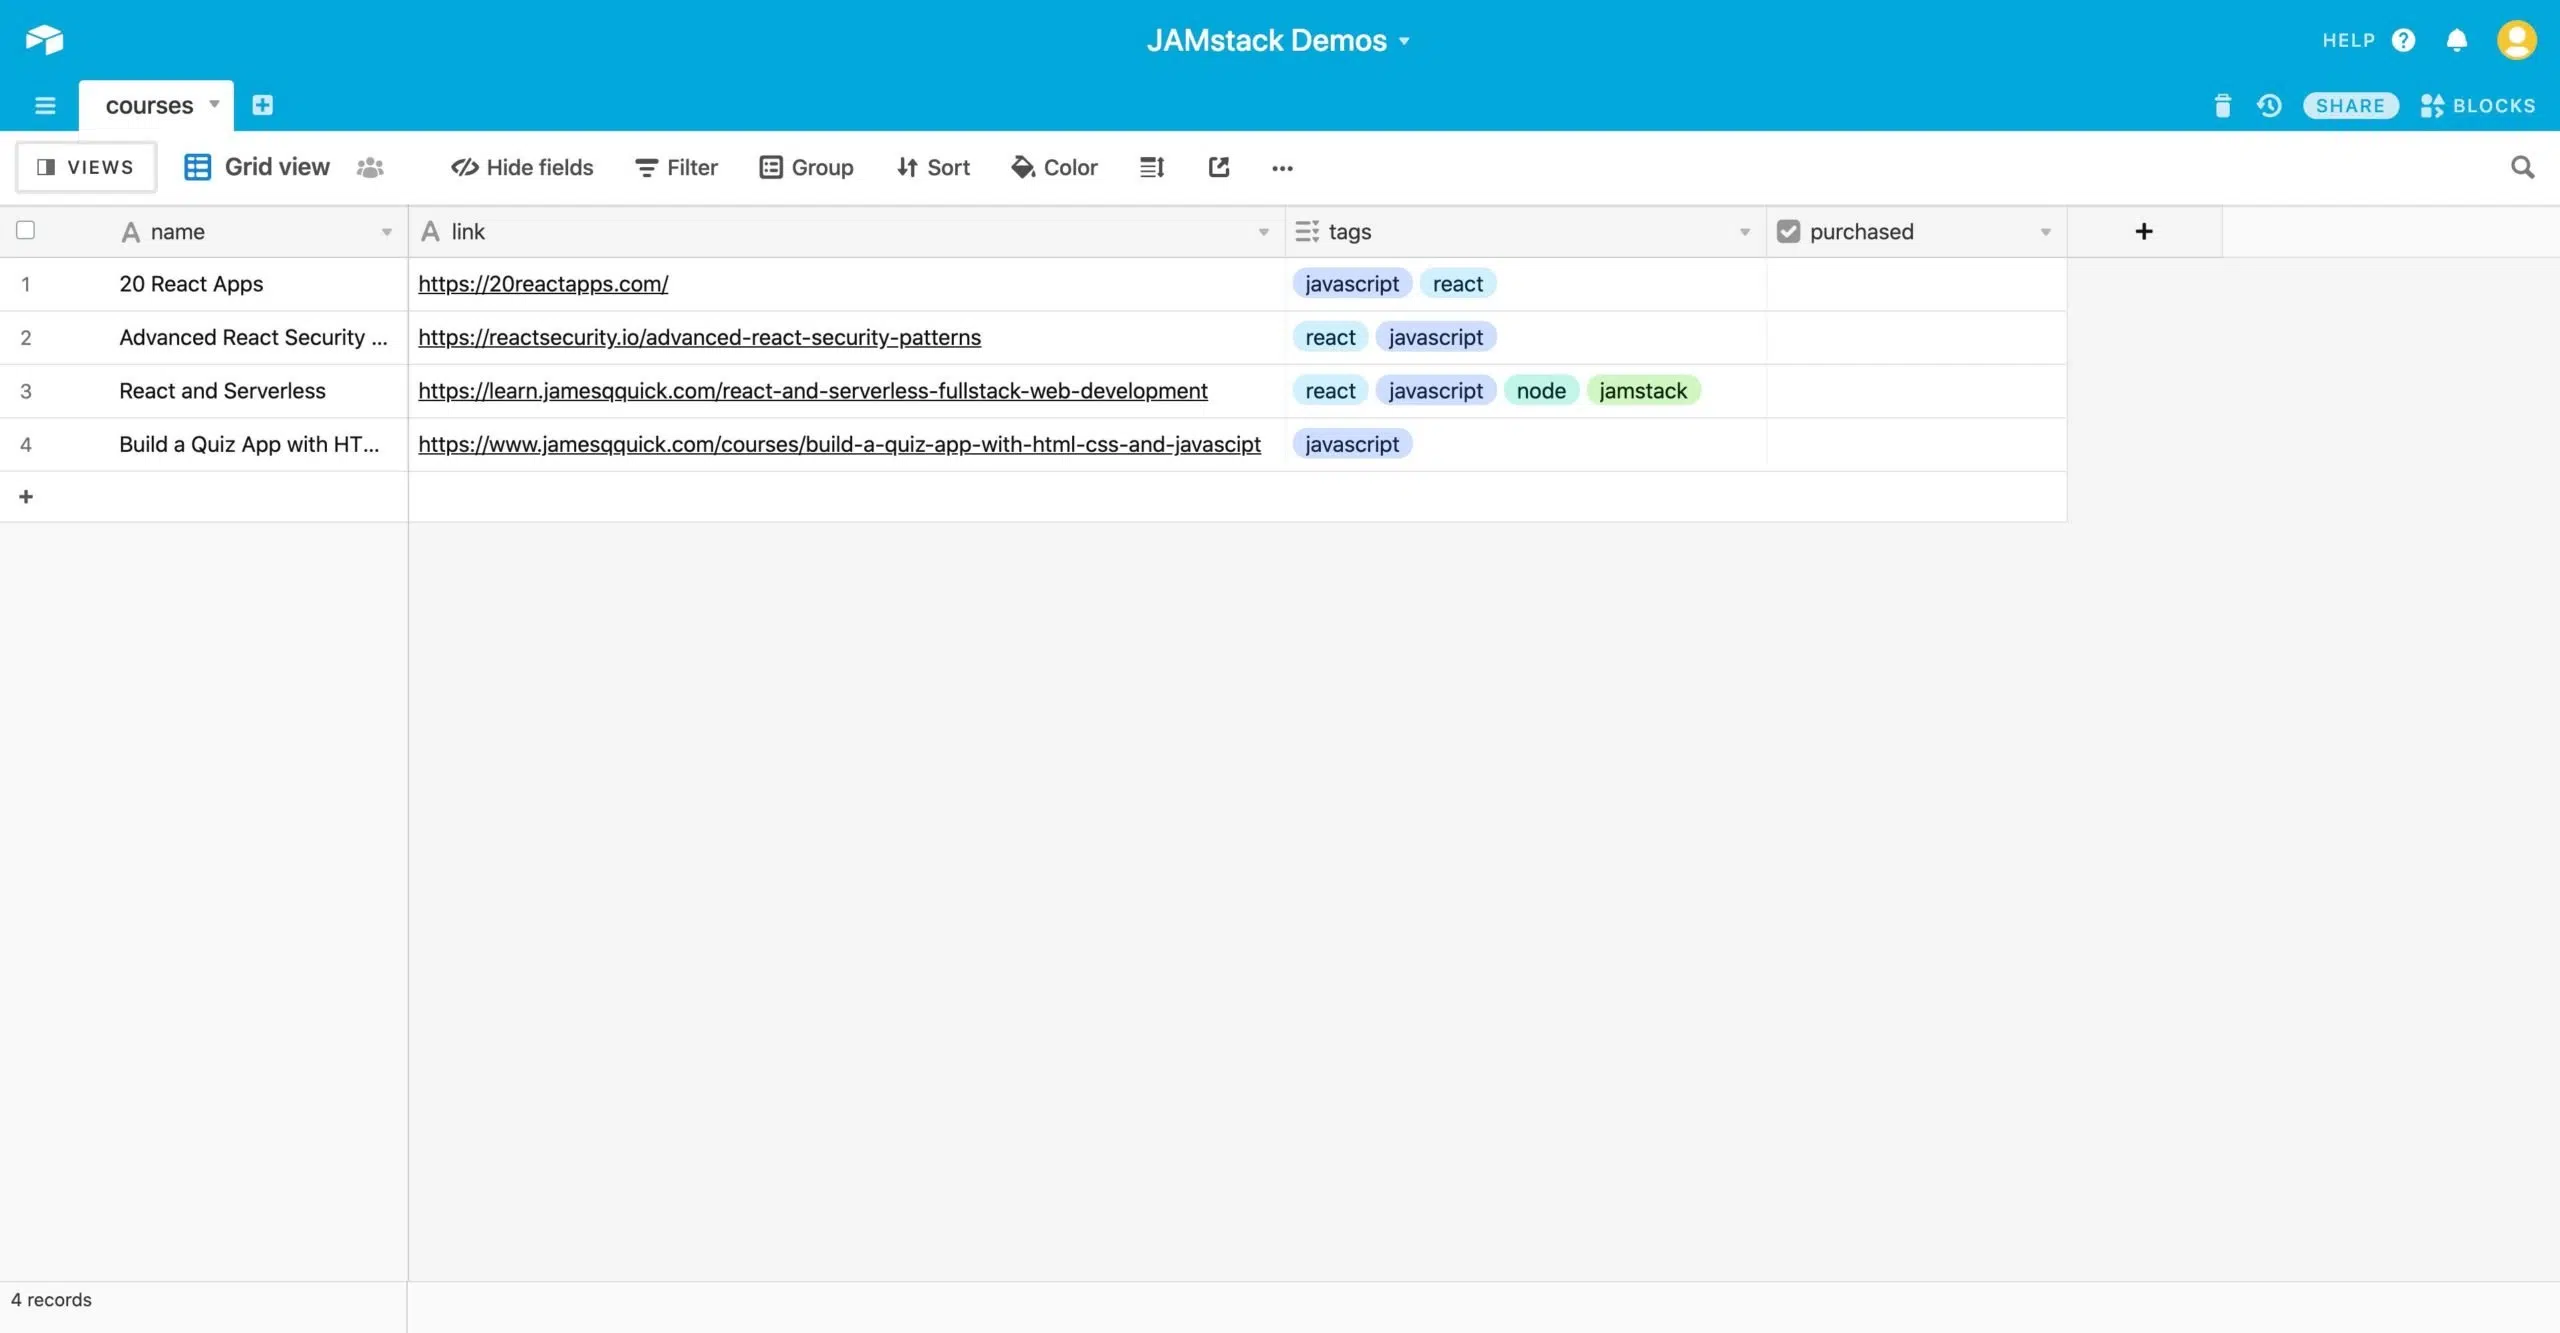 JAMstack Demos
HELP
courses
SHARE BLOCKS
VIEWS Grid view Hide fields Filter Group Sort Color
name link tags purchased
1 20 React Apps https://20reactapps.com/ javascript react
2 Advanced React Security ... https://reactsecurity.io/advanced-react-security-patterns react javascript
3 React and Serverless https://learn.jamesqquick.com/react-and-serverless-fullstack-web-development react javascript node jamstack
4 Build a Quiz App with HT... https://www.jamesqquick.com/courses/build-a-quiz-app-with-html-css-and-javascipt javascript
4 records